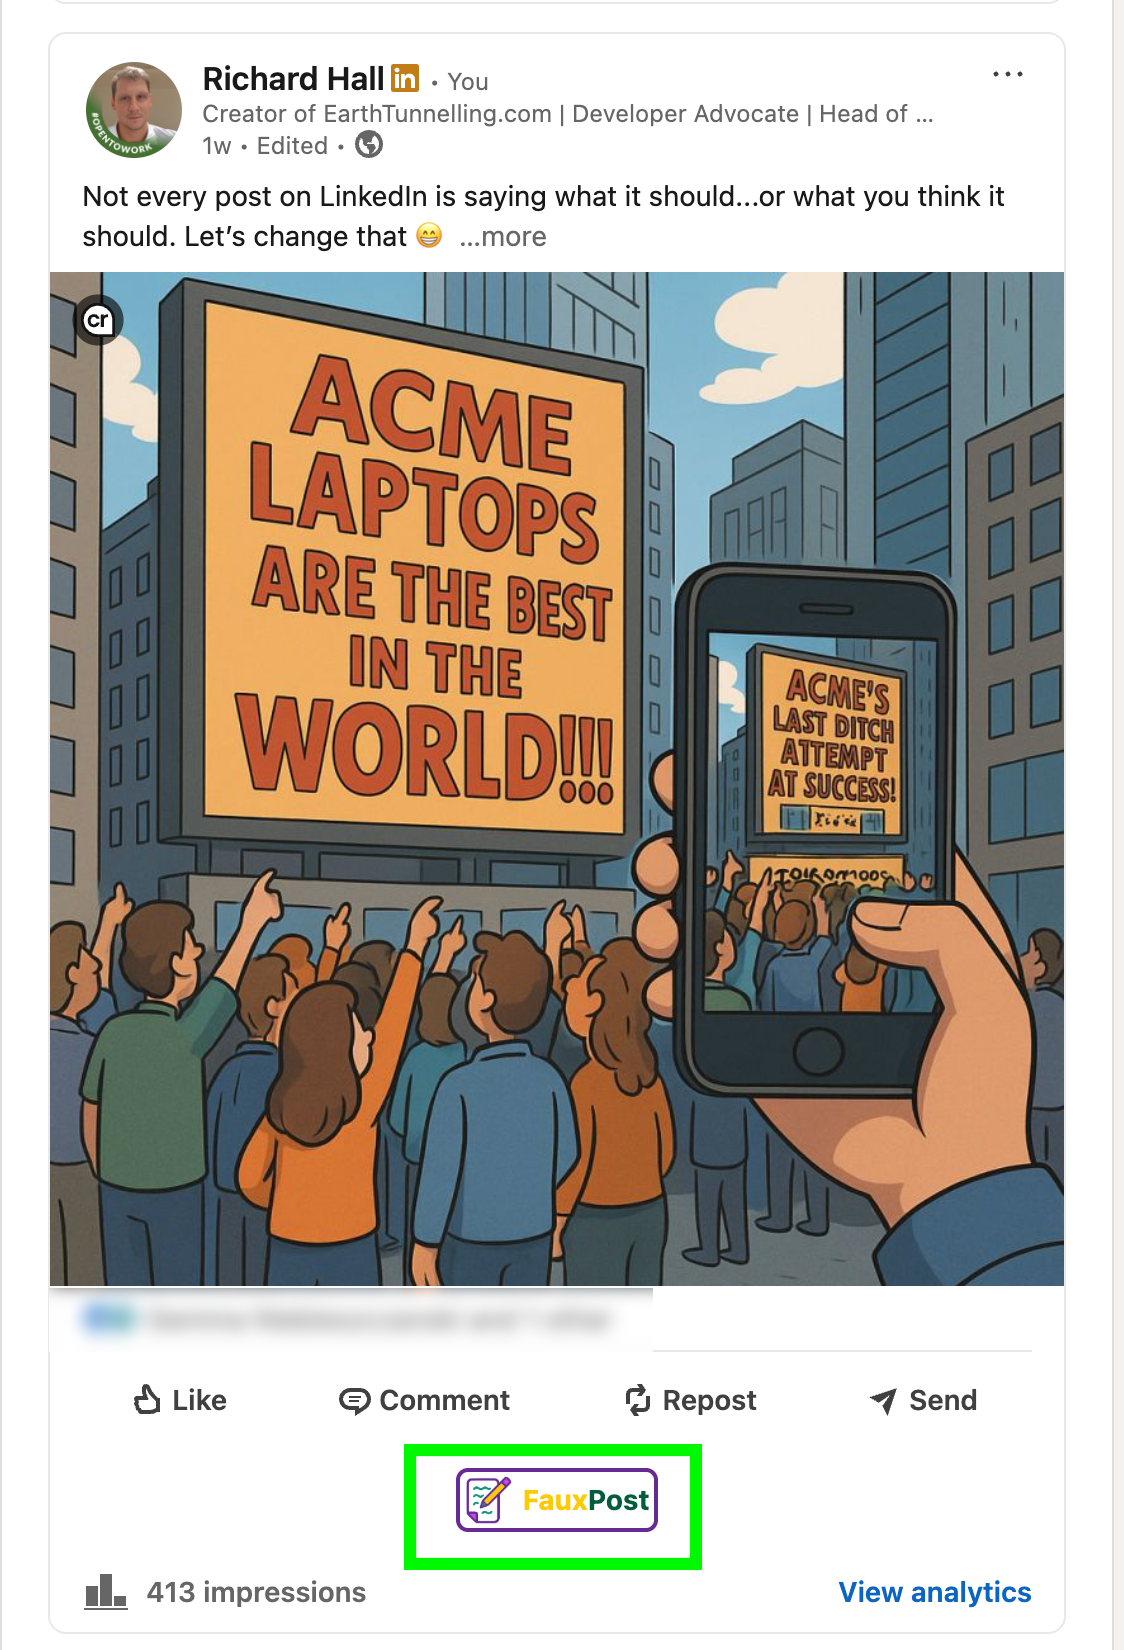 Richard Hall in • You
Creator of EarthTunnelling.com | Developer Advocate | Head of ...
1w • Edited •
#OPENTOWORK
Not every post on LinkedIn is saying what it should...or what you think it
should. Let's change that 😁 ...more
cr
ACME
LAPTOPS
ARE THE BEST
IN THE
WORLD!!!
ACME'S
LAST DITCH
ATTEMPT
AT SUCCESS!
Like Comment Repost Send
FauxPost
413 impressions View analytics